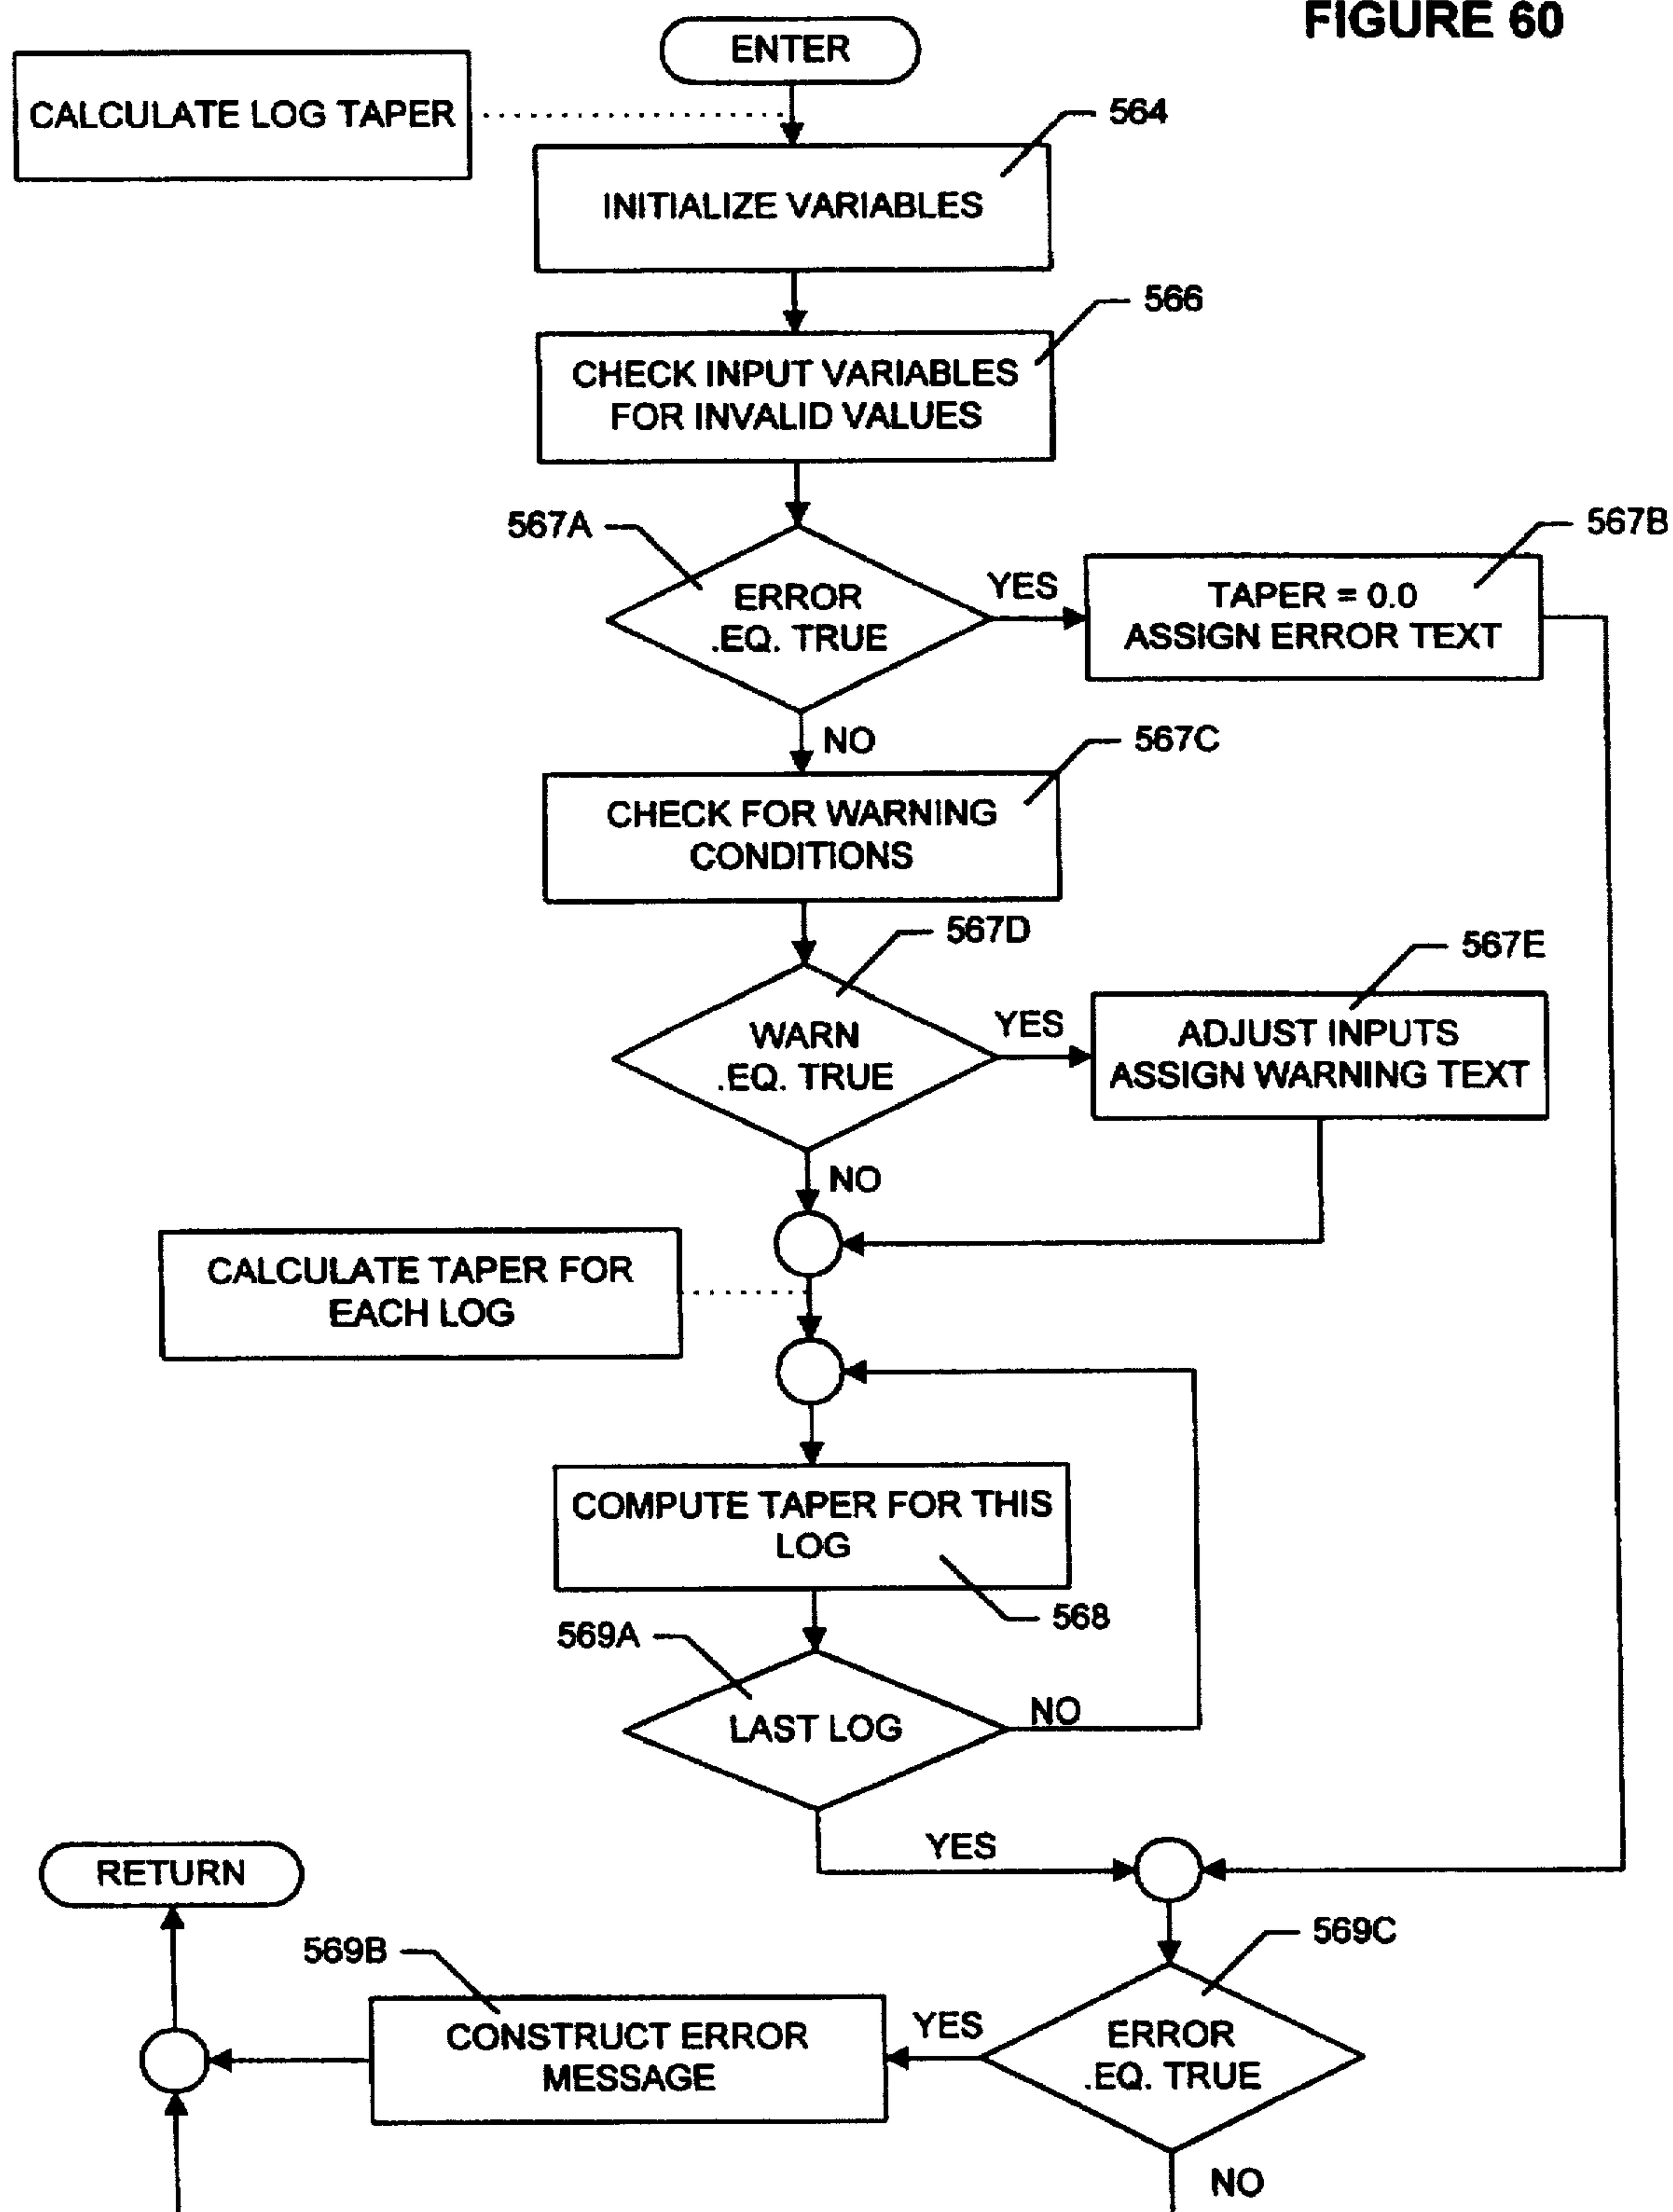 FIGURE 60
ENTER
CALCULATE LOG TAPER
564
INITIALIZE VARIABLES
566
CHECK INPUT VARIABLES
FOR INVALID VALUES
567A
567B
ERROR
.EQ. TRUE
YES
TAPER = 0.0
ASSIGN ERROR TEXT
NO
567C
CHECK FOR WARNING
CONDITIONS
567D
567E
WARN
.EQ. TRUE
YES
ADJUST INPUTS
ASSIGN WARNING TEXT
NO
CALCULATE TAPER FOR
EACH LOG
COMPUTE TAPER FOR THIS
LOG
568
569A
LAST LOG
NO
YES
RETURN
569B
569C
CONSTRUCT ERROR
MESSAGE
YES
ERROR
.EQ. TRUE
NO